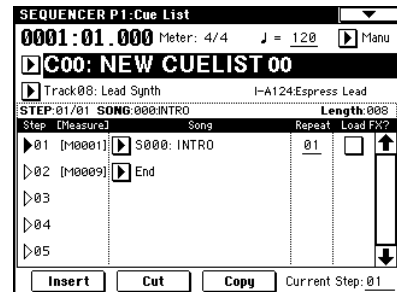 SEQUENCER P1:Cue List
0001:01.000 Meter: 4/4 ♩= 120 Manu
C00: NEW CUELIST 00
Track08: Lead Synth I-A124:Espress Lead
STEP:01/01 SONG:000:INTRO Length:008
Step [Measure] Song Repeat Load FX?
01 [M0001] S000: INTRO 01
02 [M0009] End
03
04
05
Insert Cut Copy Current Step: 01